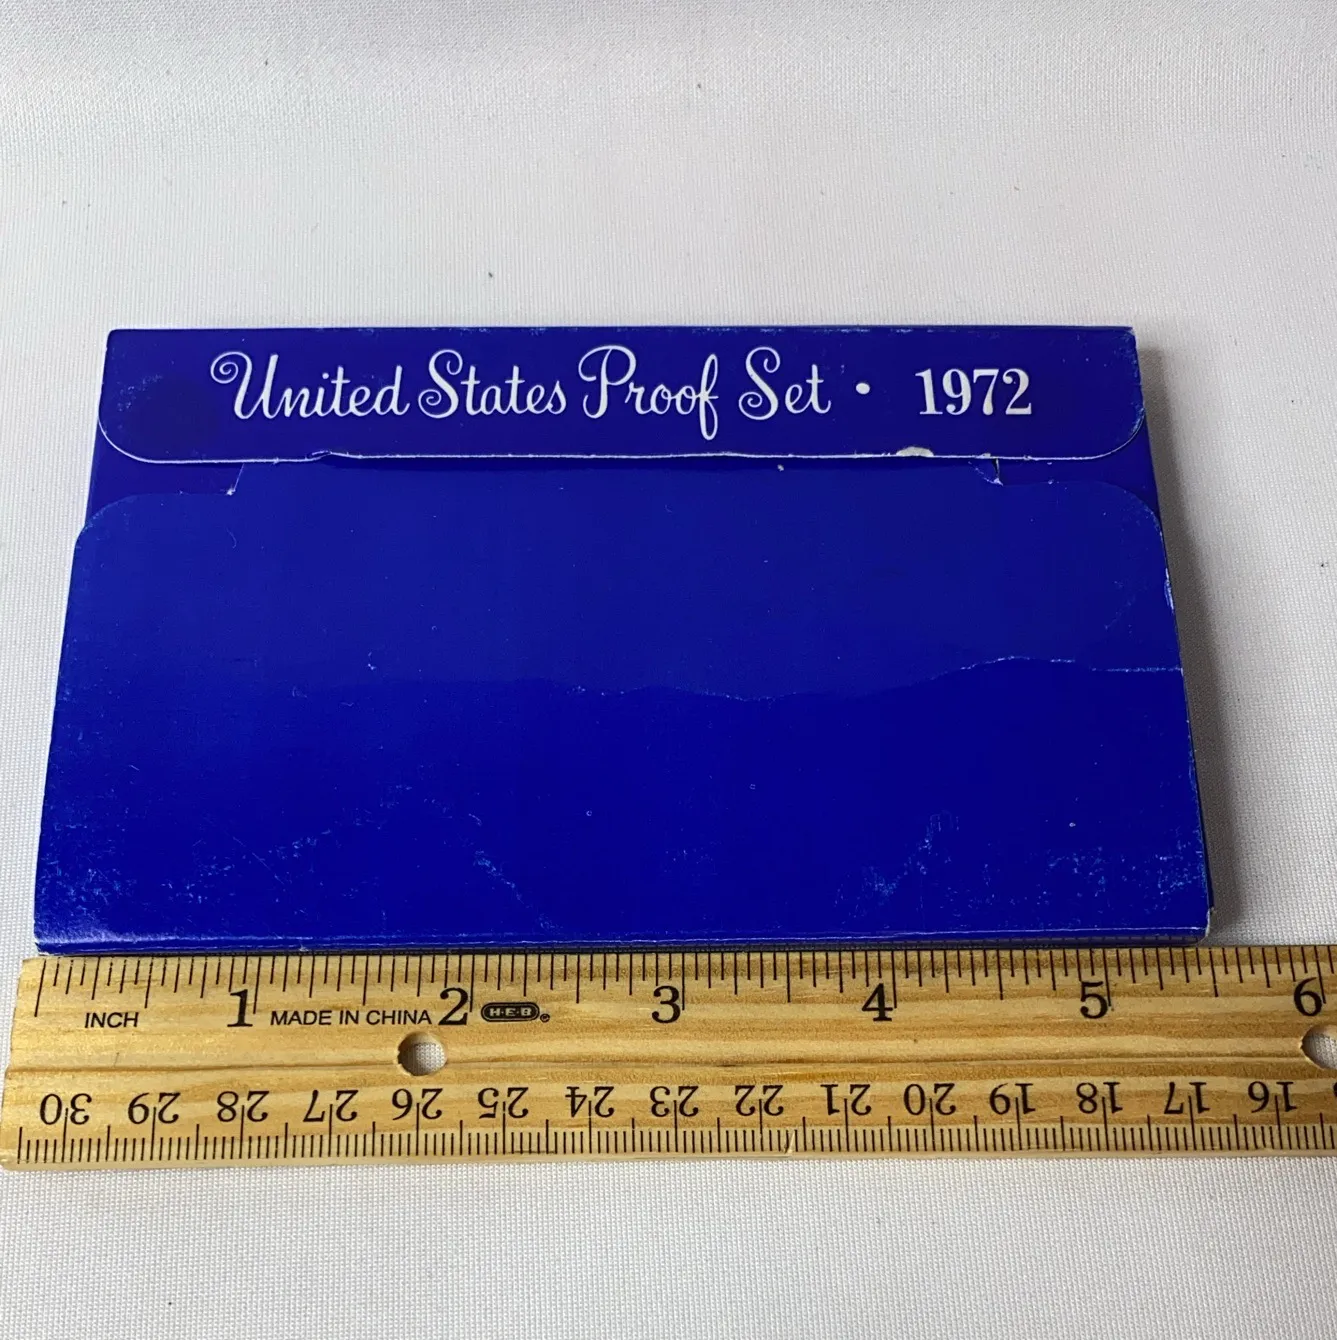 United States Proof Set • 1972
1 2 3 4 5 6
INCH MADE IN CHINA H-E-B ®
30 29 28 27 26 25 24 23 22 21 20 19 18 17 16